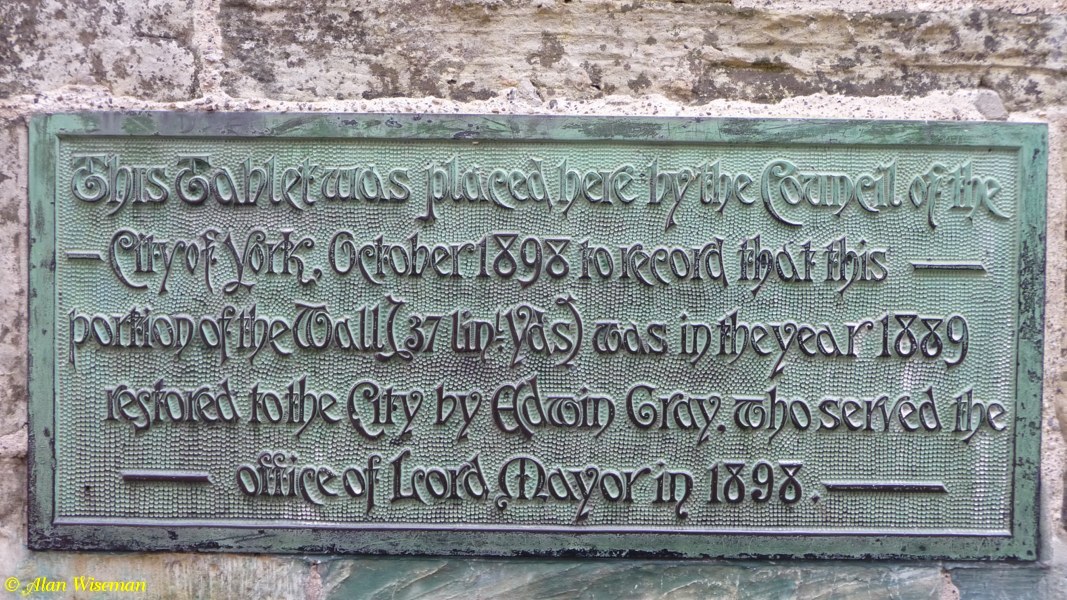 This Tablet was placed here by the Council of the
City of York, October 1898 to record that this
portion of the Wall (37 lin: Yds) was in the year 1889
restored to the City by Edwin Gray, who served the
office of Lord Mayor in 1898.
© Alan Wiseman